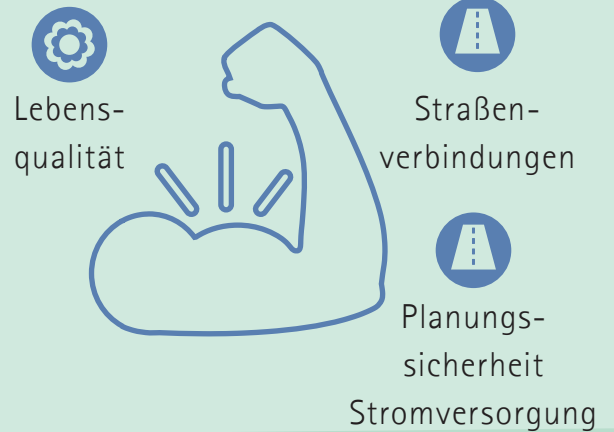 Lebens-
qualität
Straßen-
verbindungen
Planungs-
sicherheit
Stromversorgung